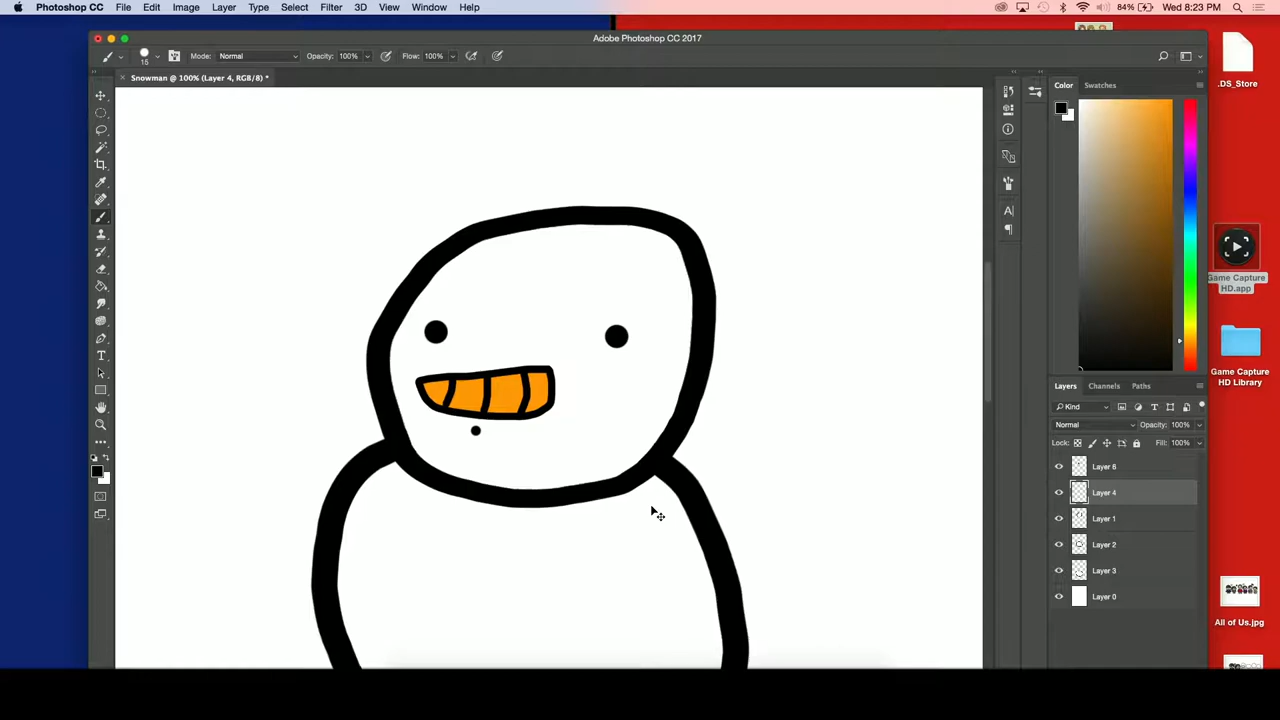 Photoshop CC File Edit Image Layer Type Select Filter 3D View Window Help 84% Wed 8:23 PM
Adobe Photoshop CC 2017
15 Mode: Normal Opacity: 100% Flow: 100%
Snowman @ 100% (Layer 4, RGB/8) *
Color Swatches
.DS_Store
Game Capture
HD.app
Game Capture
HD Library
Layers Channels Paths
Kind
Normal Opacity: 100%
Lock: Fill: 100%
Layer 6
Layer 4
Layer 1
Layer 2
Layer 3
Layer 0
All of Us.jpg